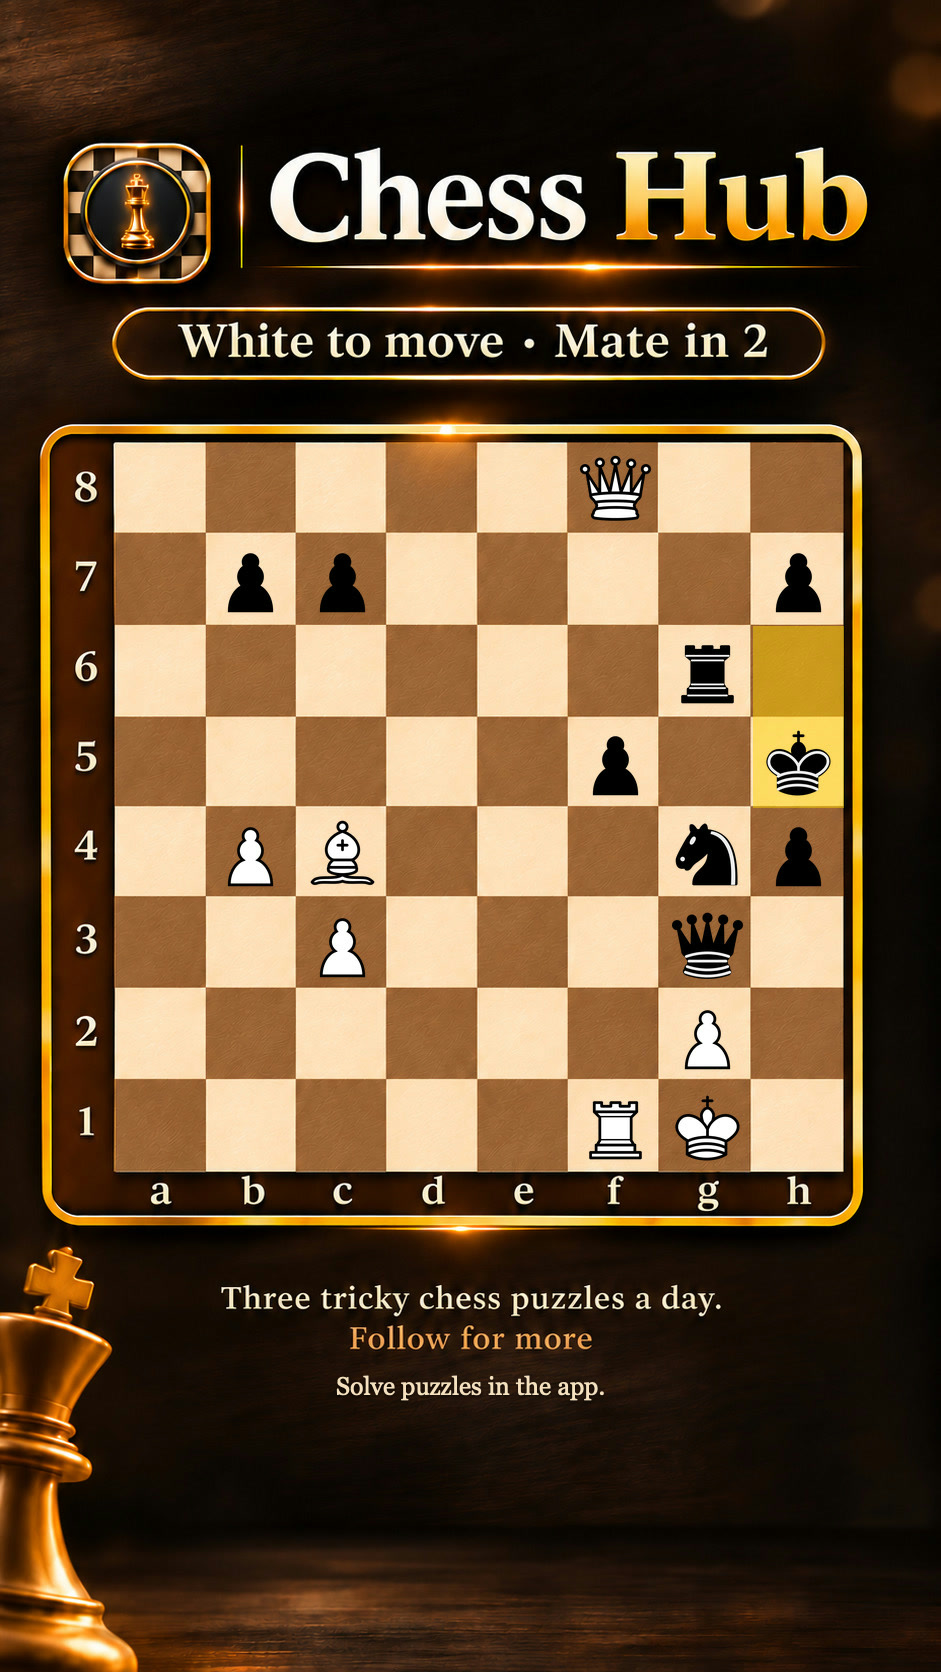 Chess Hub
White to move • Mate in 2
8
7
6
5
4
3
2
1
a b c d e f g h
Three tricky chess puzzles a day.
Follow for more
Solve puzzles in the app.